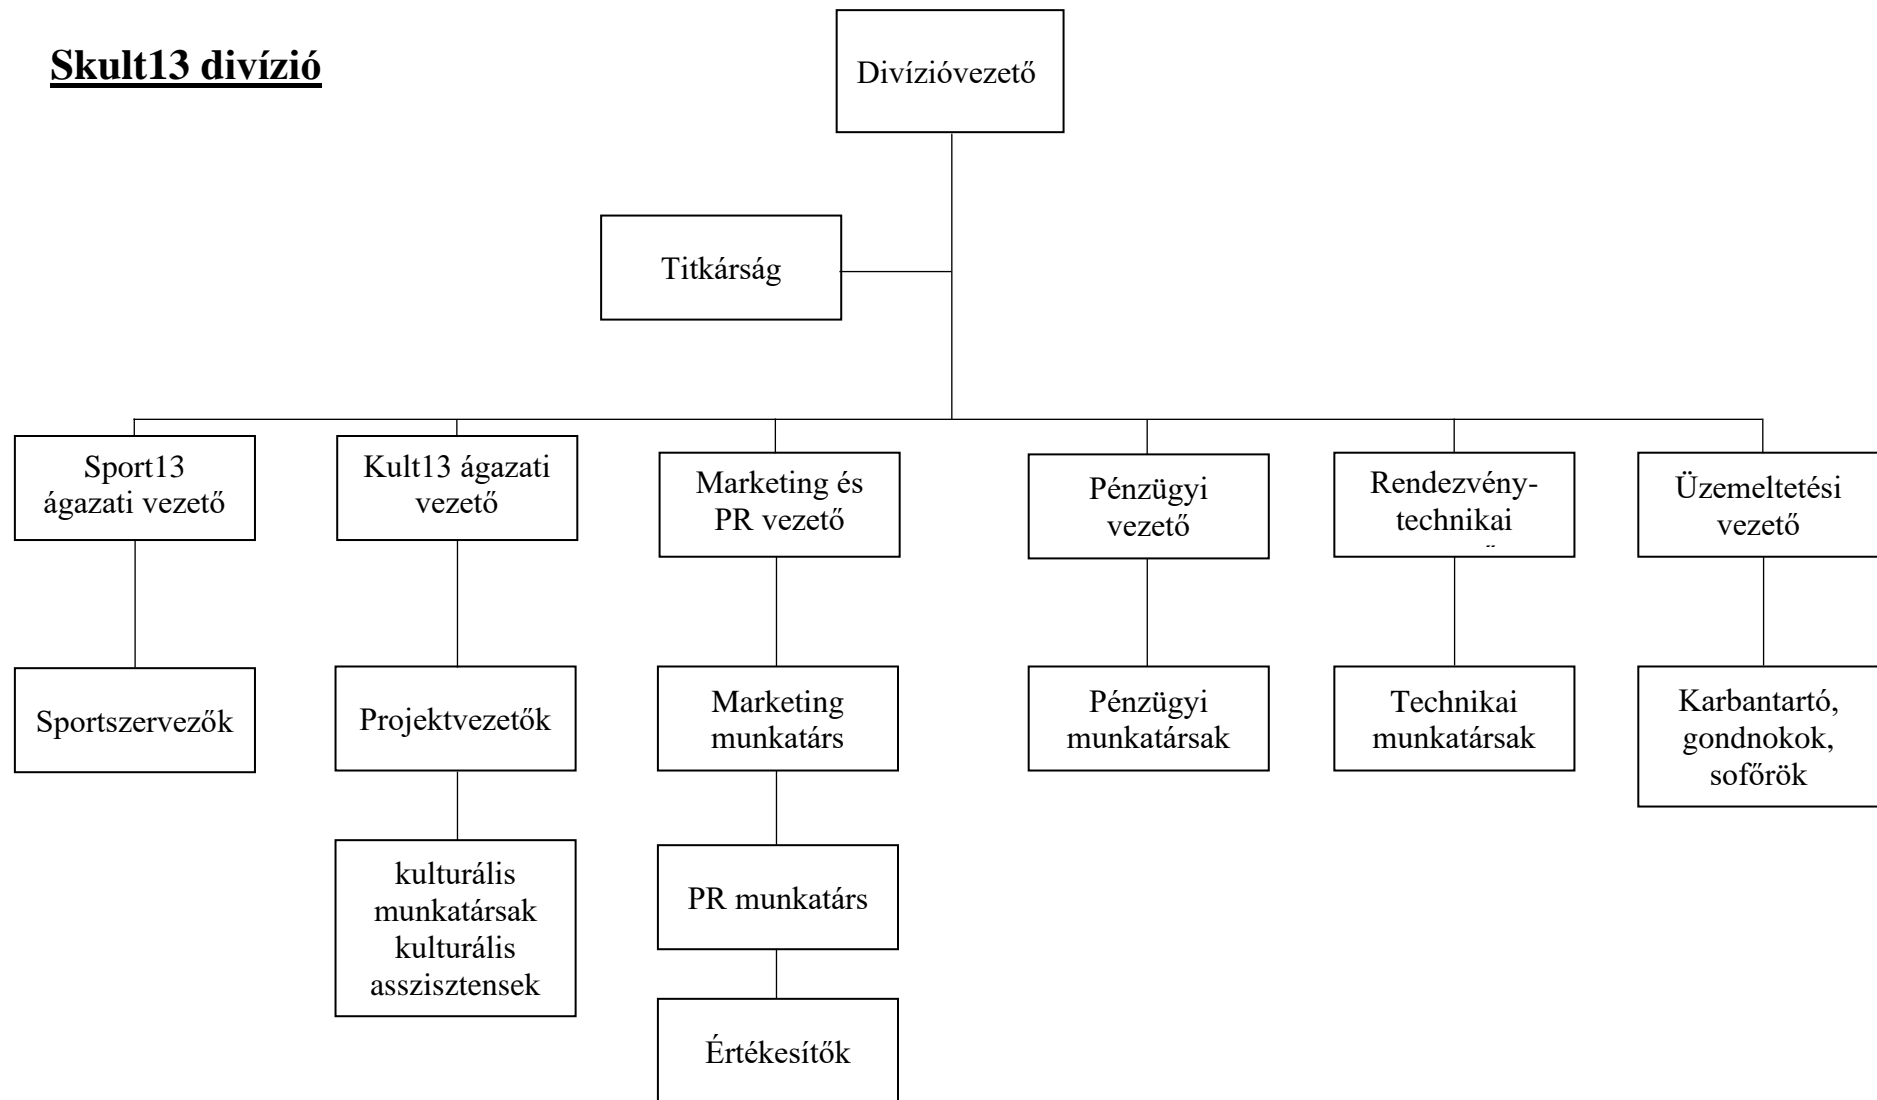 Skult13 divízió
Divízióvezető
Titkárság
Sport13
ágazati vezető
Kult13 ágazati
vezető
Marketing és
PR vezető
Pénzügyi
vezető
Rendezvény-
technikai
Üzemeltetési
vezető
Sportszervezők
Projektvezetők
Marketing
munkatárs
Pénzügyi
munkatársak
Technikai
munkatársak
Karbantartó,
gondnokok,
sofőrök
kulturális
munkatársak
kulturális
asszisztensek
PR munkatárs
Értékesítők